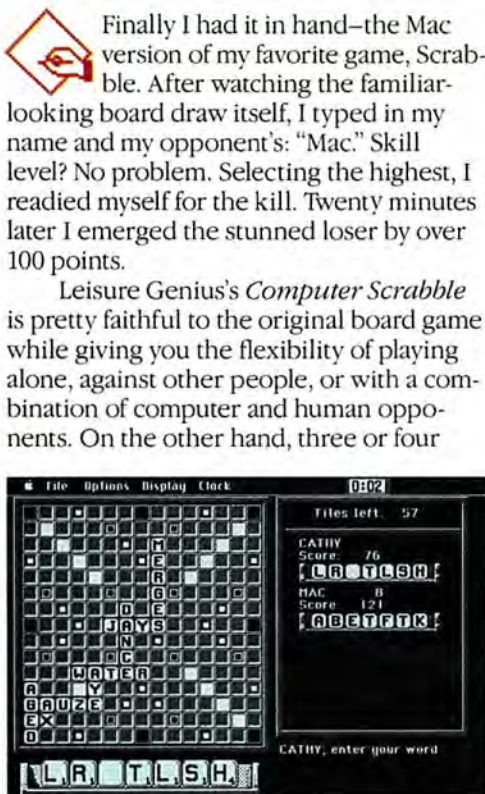 Finally I had it in hand–the Mac
version of my favorite game, Scrab-
ble. After watching the familiar-
looking board draw itself, I typed in my
name and my opponent's: “Mac.” Skill
level? No problem. Selecting the highest, I
readied myself for the kill. Twenty minutes
later I emerged the stunned loser by over
100 points.
Leisure Genius's Computer Scrabble
is pretty faithful to the original board game
while giving you the flexibility of playing
alone, against other people, or with a com-
bination of computer and human oppo-
nents. On the other hand, three or four
File Options Display Clock 0:02
Tiles left: 57
CATHY
Score: 76
L R T L S H
MAC 8
Score 121
A B E T F T K
M
E
R
G
D E
J A Y S
N
C
W A T E R
A Y
G A U Z E
E X
D
CATHY, enter your word
L R T L S H